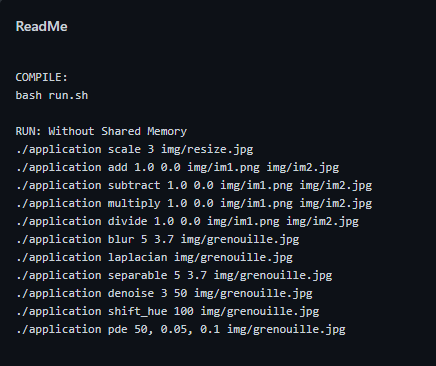 ReadMe
COMPILE:
bash run.sh
RUN: Without Shared Memory
./application scale 3 img/resize.jpg
./application add 1.0 0.0 img/im1.png img/im2.jpg
./application subtract 1.0 0.0 img/im1.png img/im2.jpg
./application multiply 1.0 0.0 img/im1.png img/im2.jpg
./application divide 1.0 0.0 img/im1.png img/im2.jpg
./application blur 5 3.7 img/grenouille.jpg
./application laplacian img/grenouille.jpg
./application separable 5 3.7 img/grenouille.jpg
./application denoise 3 50 img/grenouille.jpg
./application shift_hue 100 img/grenouille.jpg
./application pde 50, 0.05, 0.1 img/grenouille.jpg